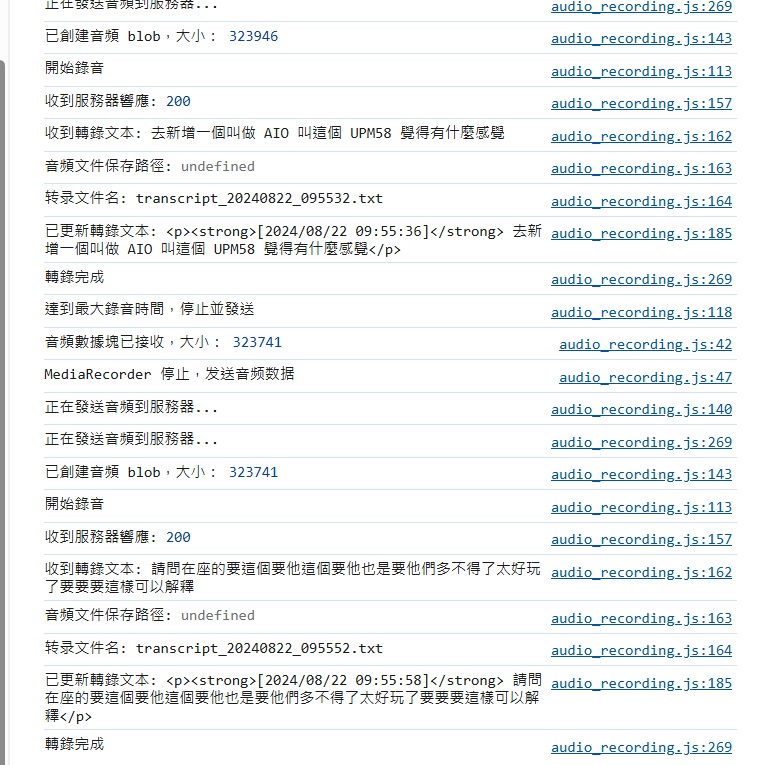 正在發送音頻到服務器... audio_recording.js:269
已創建音頻 blob，大小： 323946 audio_recording.js:143
開始錄音 audio_recording.js:113
收到服務器響應: 200 audio_recording.js:157
收到轉錄文本: 去新增一個叫做 AIO 叫這個 UPM58 覺得有什麼感覺 audio_recording.js:162
音頻文件保存路徑: undefined audio_recording.js:163
转录文件名: transcript_20240822_095532.txt audio_recording.js:164
已更新轉錄文本: <p><strong>[2024/08/22 09:55:36]</strong> 去新 audio_recording.js:185
增一個叫做 AIO 叫這個 UPM58 覺得有什麼感覺</p>
轉錄完成 audio_recording.js:269
達到最大錄音時間，停止並發送 audio_recording.js:118
音頻數據塊已接收，大小： 323741 audio_recording.js:42
MediaRecorder 停止，发送音频数据 audio_recording.js:47
正在發送音頻到服務器... audio_recording.js:140
正在發送音頻到服務器... audio_recording.js:269
已創建音頻 blob，大小： 323741 audio_recording.js:143
開始錄音 audio_recording.js:113
收到服務器響應: 200 audio_recording.js:157
收到轉錄文本: 請問在座的要這個要他這個要他也是要他們多不得了太好玩 audio_recording.js:162
了要要要這樣可以解釋
音頻文件保存路徑: undefined audio_recording.js:163
转录文件名: transcript_20240822_095552.txt audio_recording.js:164
已更新轉錄文本: <p><strong>[2024/08/22 09:55:58]</strong> 請問 audio_recording.js:185
在座的要這個要他這個要他也是要他們多不得了太好玩了要要要這樣可以解
釋</p>
轉錄完成 audio_recording.js:269